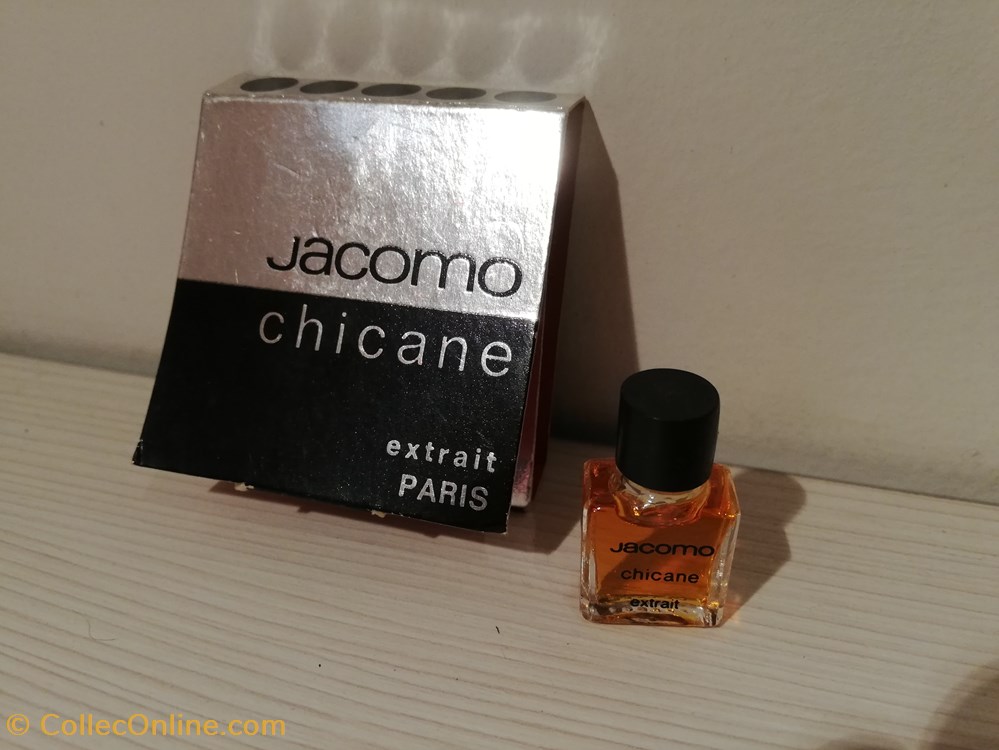 Jacomo
chicane
extrait
PARIS
Jacomo
chicane
extrait
© CollecOnline.com